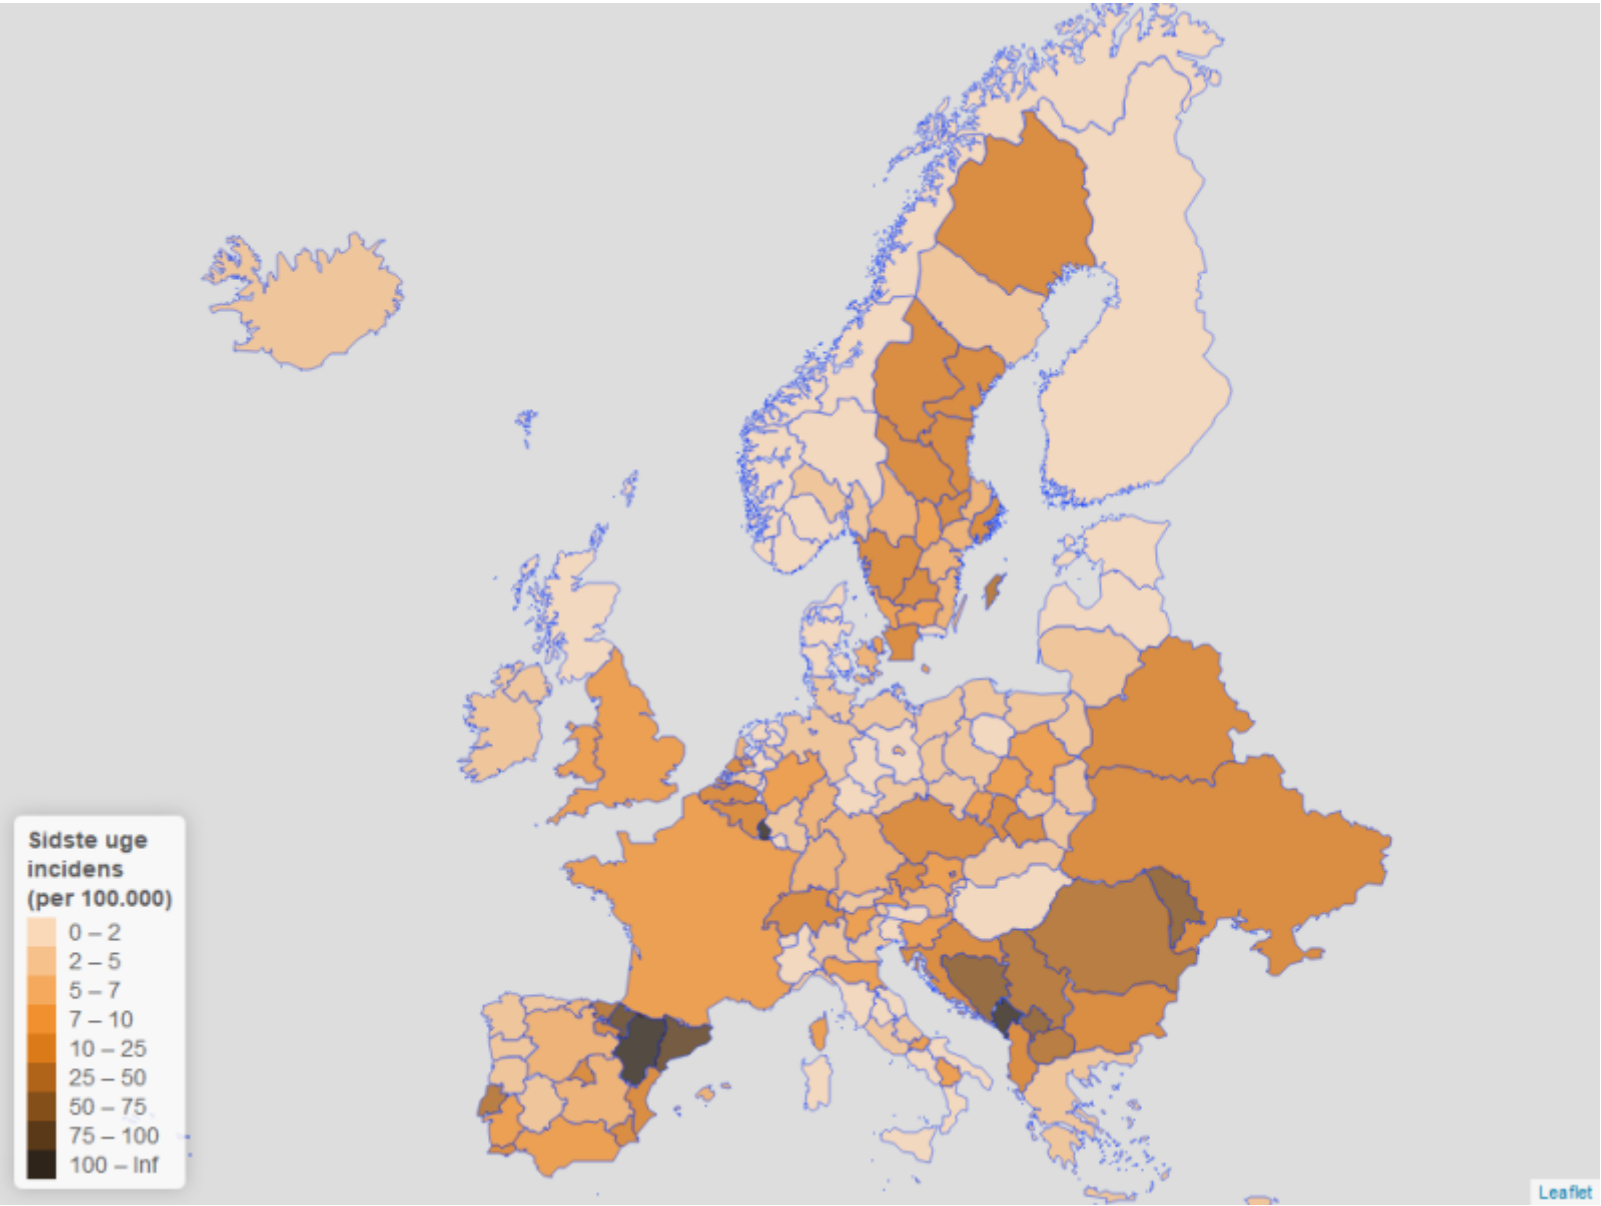 Sidste uge
incidens
(per 100.000)
0 – 2
2 – 5
5 – 7
7 – 10
10 – 25
25 – 50
50 – 75
75 – 100
100 – Inf
Leaflet